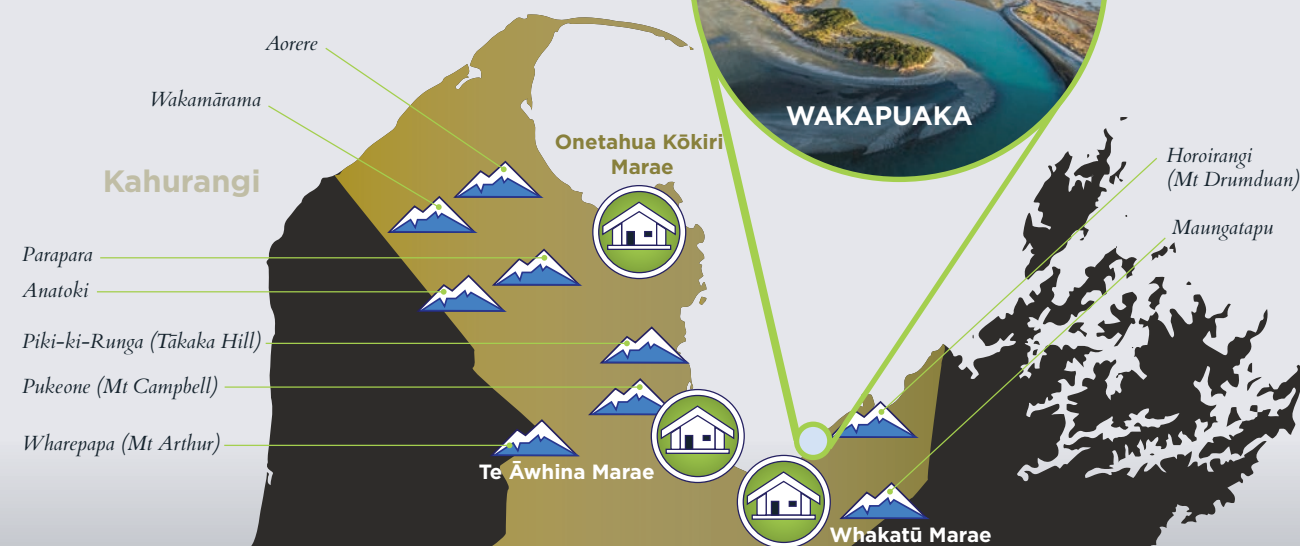 Aorere
Wakamārama
Kahurangi
Onetahua Kōkiri
Marae
WAKAPUAKA
Horoirangi
(Mt Drumduan)
Maungatapu
Parapara
Anatoki
Piki-ki-Runga (Tākaka Hill)
Pukeone (Mt Campbell)
Wharepapa (Mt Arthur)
Te Āwhina Marae
Whakatū Marae